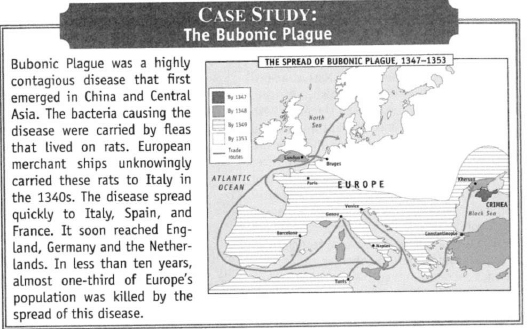 CASE STUDY:
The Bubonic Plague
Bubonic Plague was a highly
contagious disease that first
emerged in China and Central
Asia. The bacteria causing the
disease were carried by fleas
that lived on rats. European
merchant ships unknowingly
carried these rats to Italy in
the 1340s. The disease spread
quickly to Italy, Spain, and
France. It soon reached Eng-
land, Germany and the Nether-
lands. In less than ten years,
almost one-third of Europe's
population was killed by the
spread of this disease.
THE SPREAD OF BUBONIC PLAGUE, 1347–1353
By 1347
By 1348
By 1349
By 1353
Trade
routes
North
Sea
London
Bruges
ATLANTIC
OCEAN
Paris
EUROPE
Kherson
CRIMEA
Black Sea
Venice
Genoa
Barcelona
Naples
Constantinople
Tunis